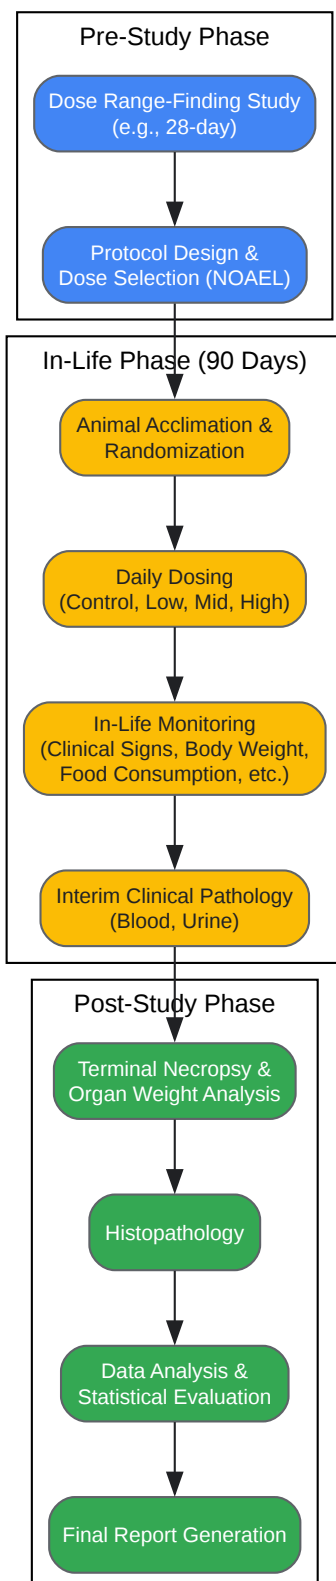 Pre-Study Phase
Dose Range-Finding Study
(e.g., 28-day)
Protocol Design &
Dose Selection (NOAEL)
In-Life Phase (90 Days)
Animal Acclimation &
Randomization
Daily Dosing
(Control, Low, Mid, High)
In-Life Monitoring
(Clinical Signs, Body Weight,
Food Consumption, etc.)
Interim Clinical Pathology
(Blood, Urine)
Post-Study Phase
Terminal Necropsy &
Organ Weight Analysis
Histopathology
Data Analysis &
Statistical Evaluation
Final Report Generation